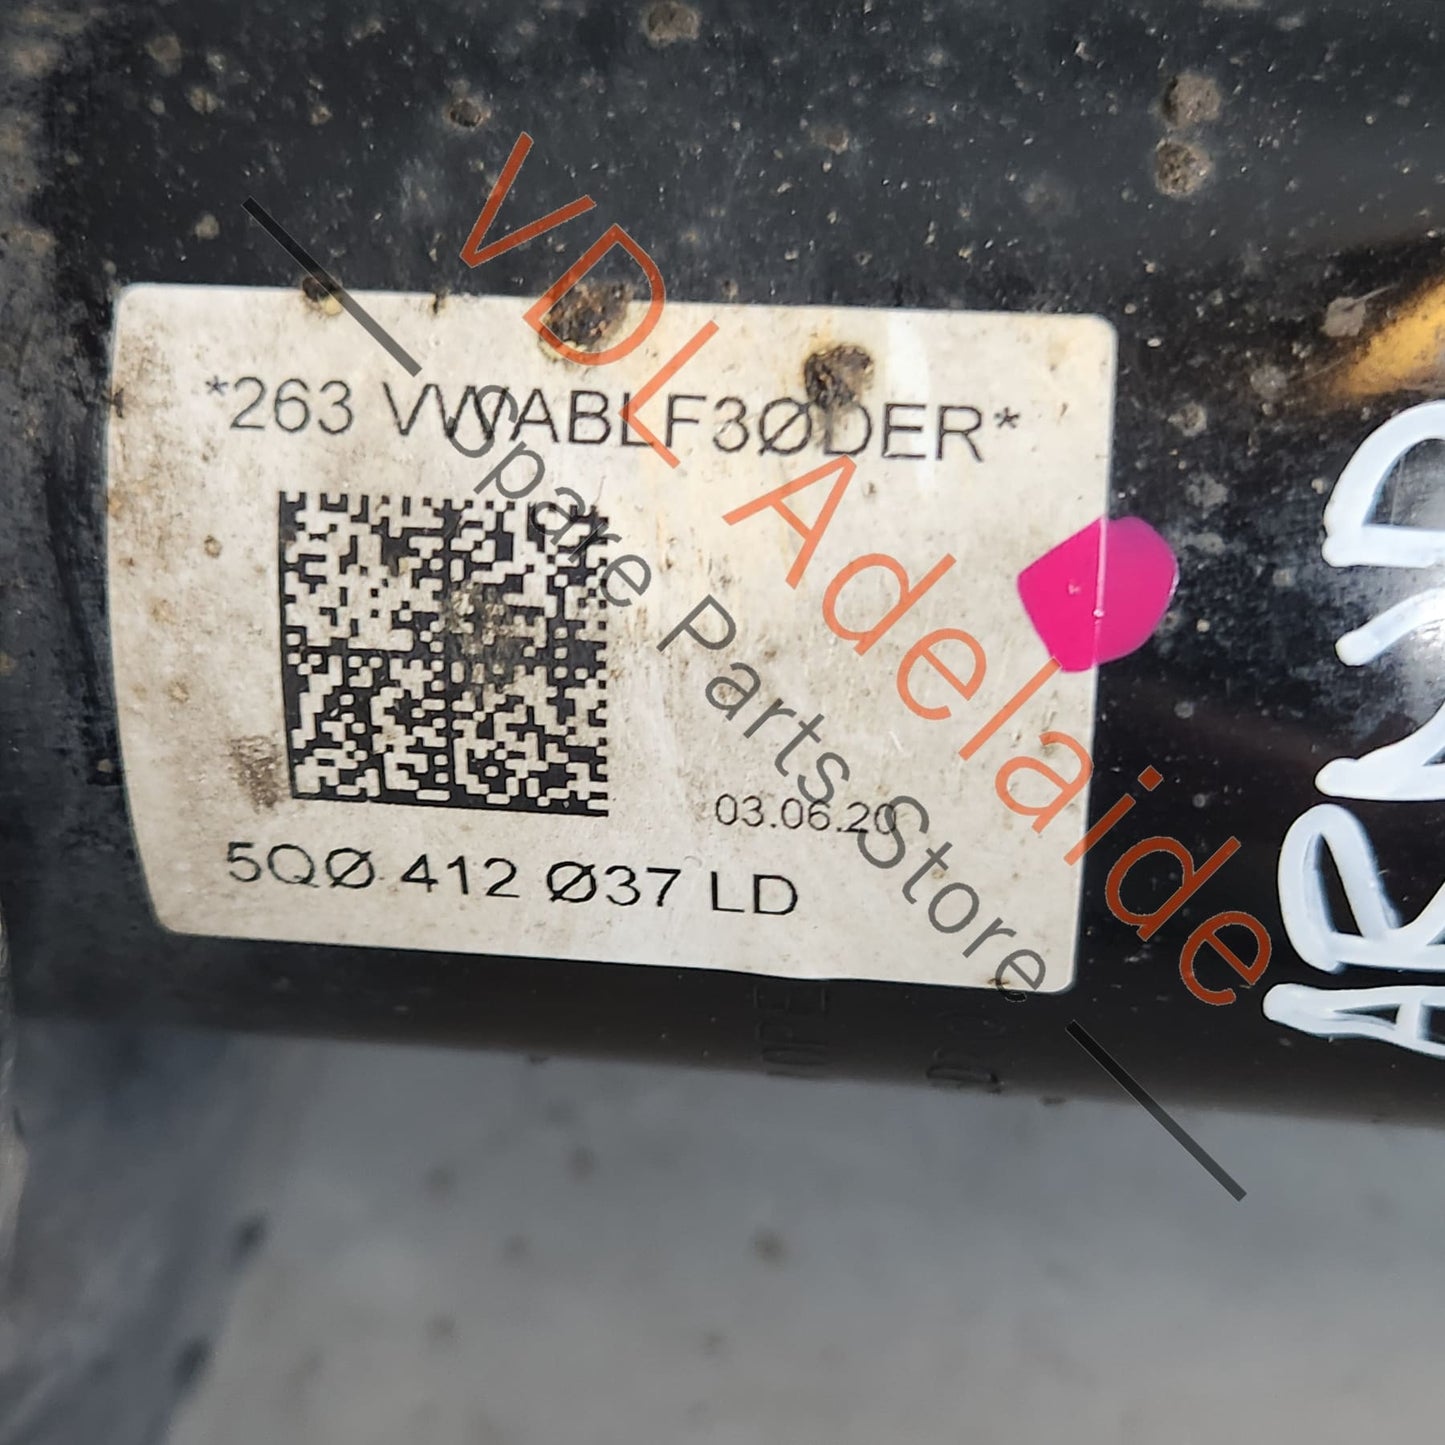 *263 VWABLF3ØDER*
03.06.20
5QØ 412 Ø37 LD
VDL Adelaide
Spare Parts Store